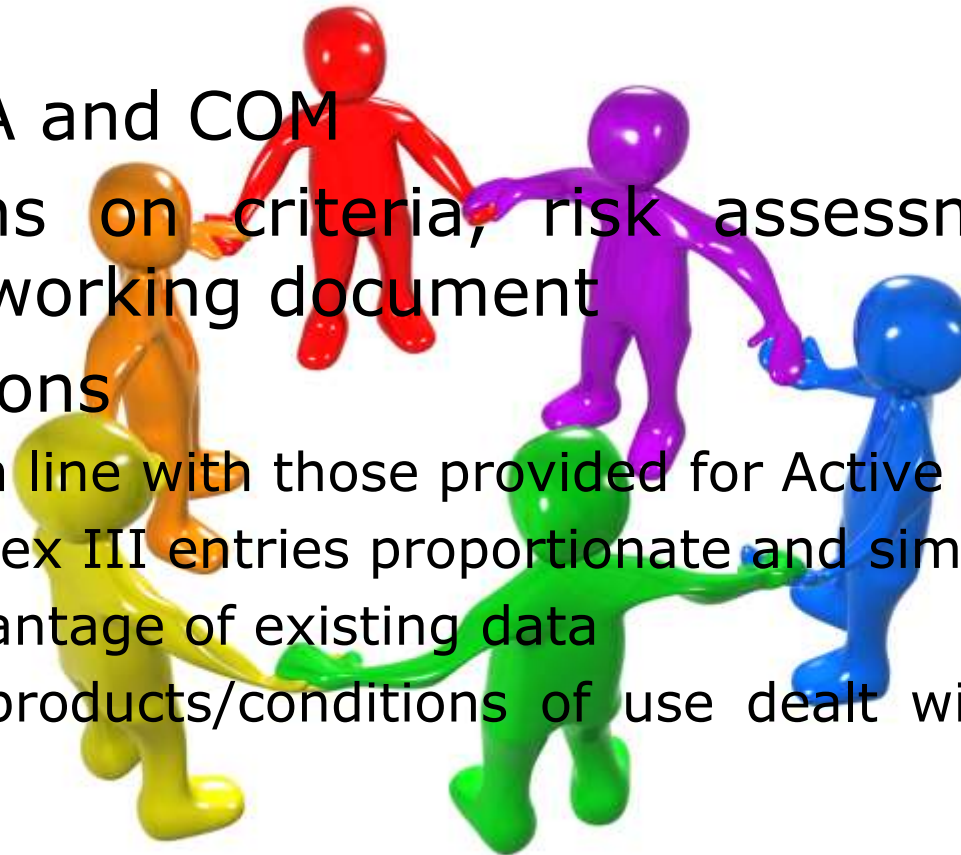 A and COM
ns on criteria, risk assessn
working document
ons
n line with those provided for Active
ex III entries proportionate and sim
antage of existing data
products/conditions of use dealt wi